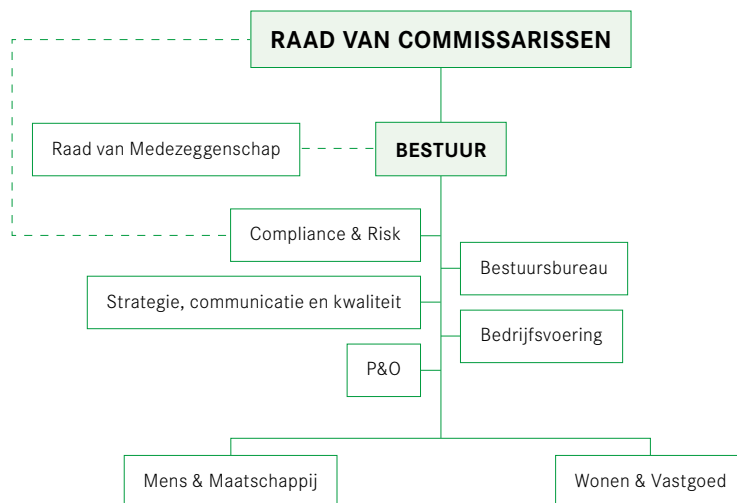 RAAD VAN COMMISSARISSEN
Raad van Medezeggenschap
BESTUUR
Compliance & Risk
Bestuursbureau
Strategie, communicatie en kwaliteit
Bedrijfsvoering
P&O
Mens & Maatschappij
Wonen & Vastgoed